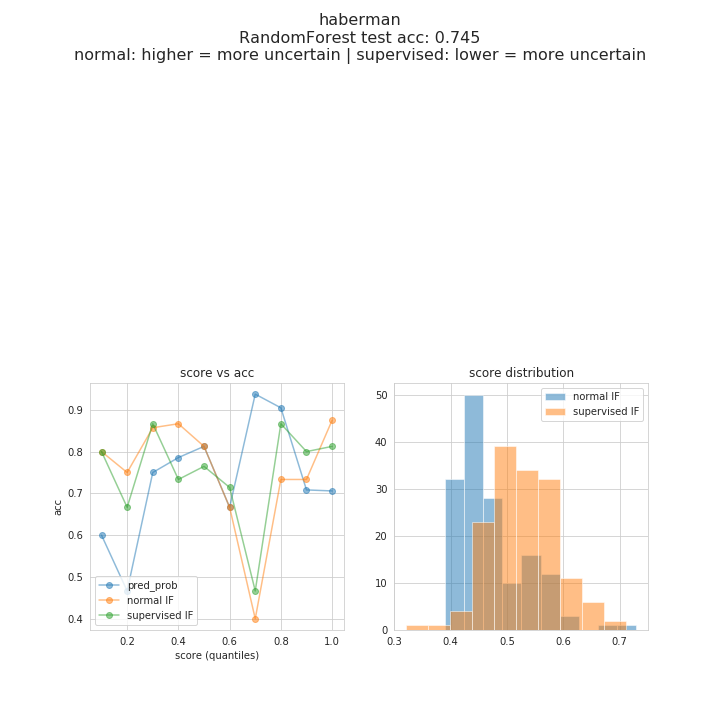 haberman
RandomForest test acc: 0.745
normal: higher = more uncertain | supervised: lower = more uncertain
score vs acc
acc
0.9
0.8
0.7
0.6
0.5
0.4
pred_prob
normal IF
supervised IF
0.2 0.4 0.6 0.8 1.0
score (quantiles)
score distribution
50
40
30
20
10
0
normal IF
supervised IF
0.3 0.4 0.5 0.6 0.7